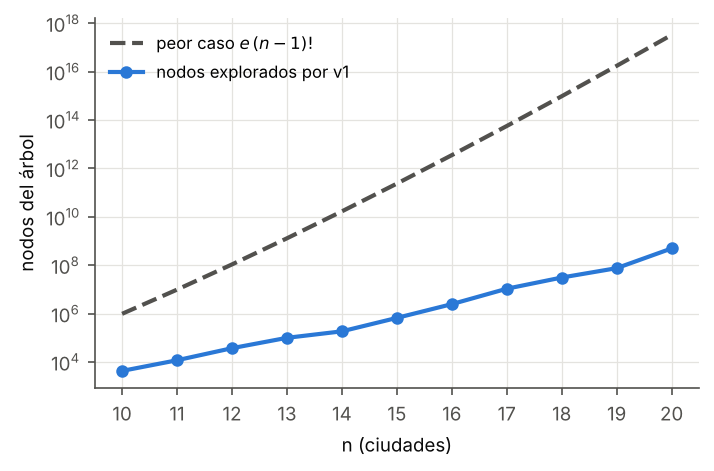 10^18
10^16
10^14
10^12
10^10
10^8
10^6
10^4
nodos del árbol
peor caso e (n − 1)!
nodos explorados por v1
10 11 12 13 14 15 16 17 18 19 20
n (ciudades)